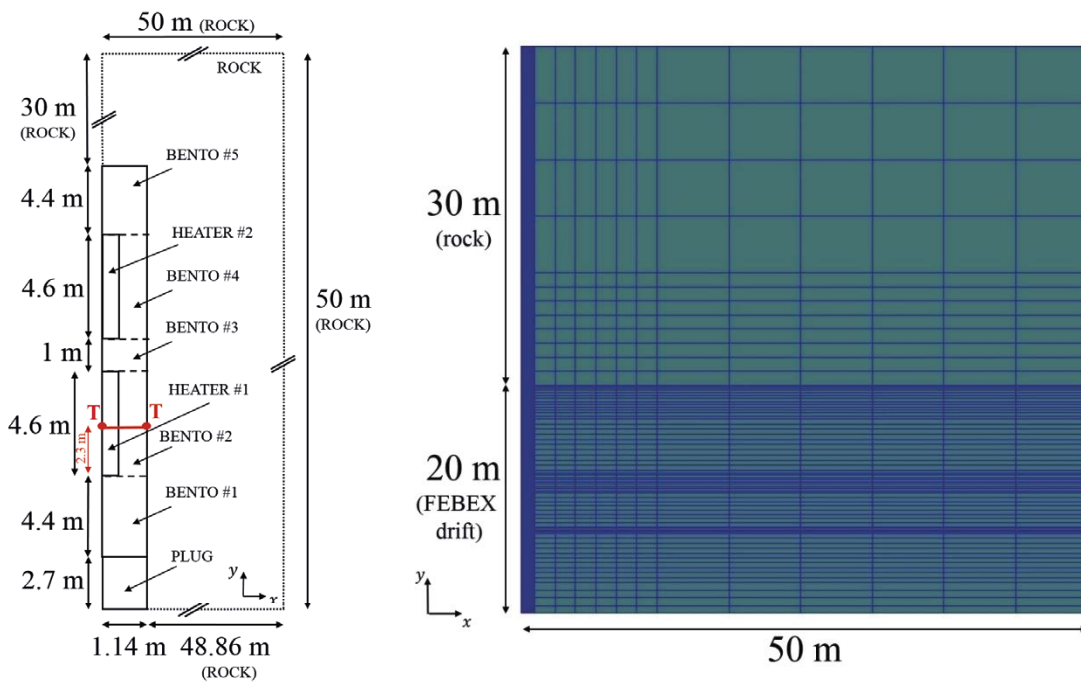 50 m (ROCK)
ROCK
30 m
(ROCK)
BENTO #5
4.4 m
HEATER #2
4.6 m
BENTO #4
50 m
(ROCK)
BENTO #3
1 m
HEATER #1
T T
4.6 m
2.3 m
BENTO #2
BENTO #1
4.4 m
PLUG
2.7 m
y
x
1.14 m 48.86 m
(ROCK)
30 m
(rock)
20 m
(FEBEX
drift)
y
x
50 m